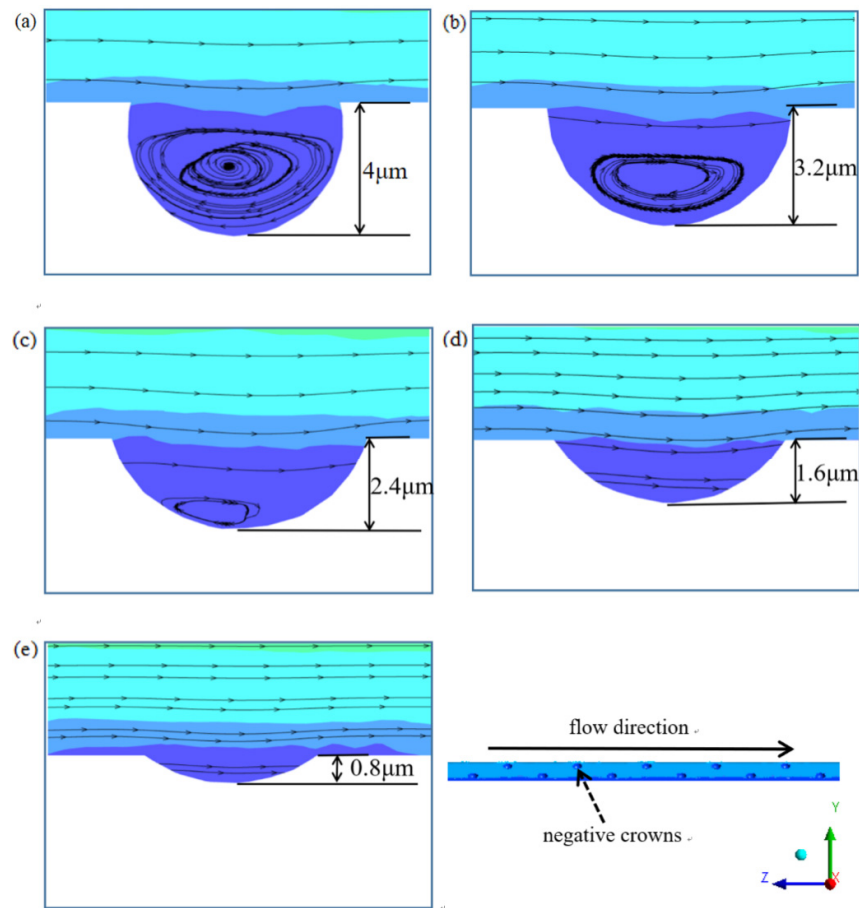 (a)
4μm
(b)
3.2μm
(c)
2.4μm
(d)
1.6μm
(e)
0.8μm
flow direction
negative crowns
Y
Z
X